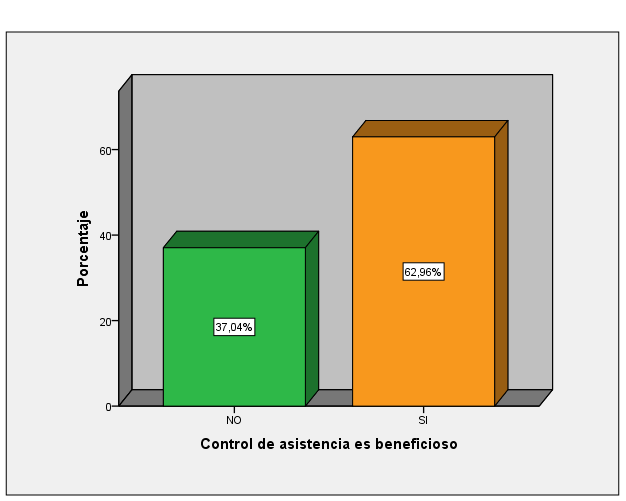 Porcentaje
60
40
20
0
37,04%
62,96%
NO
SI
Control de asistencia es beneficioso